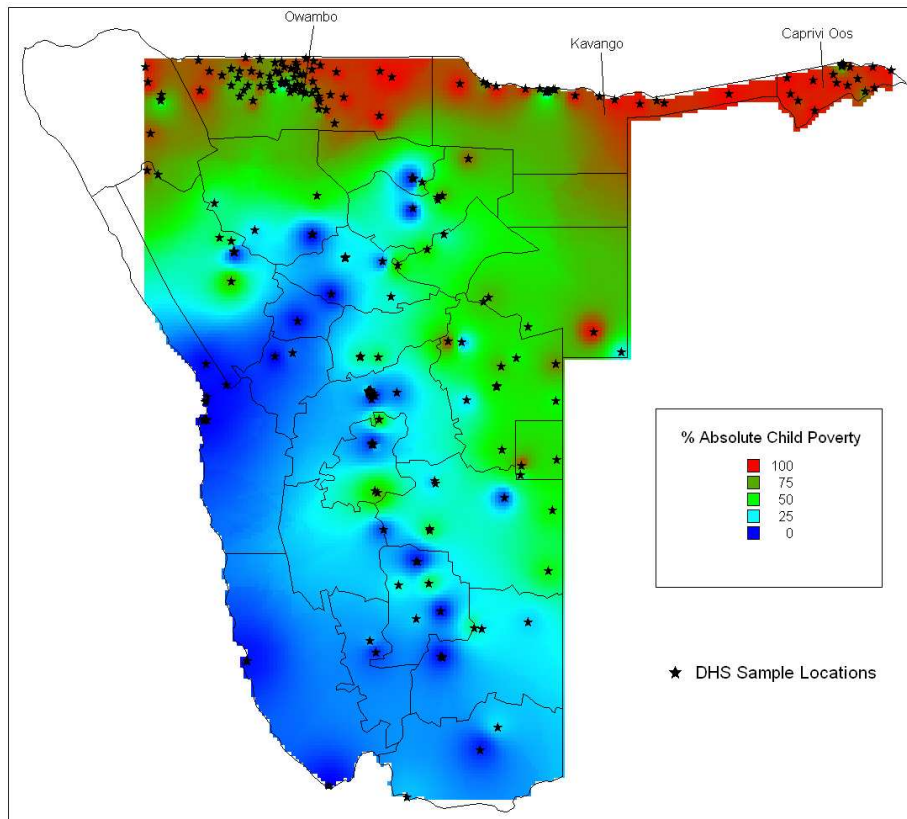 Owambo
Kavango
Caprivi Oos
% Absolute Child Poverty
100
75
50
25
0
DHS Sample Locations